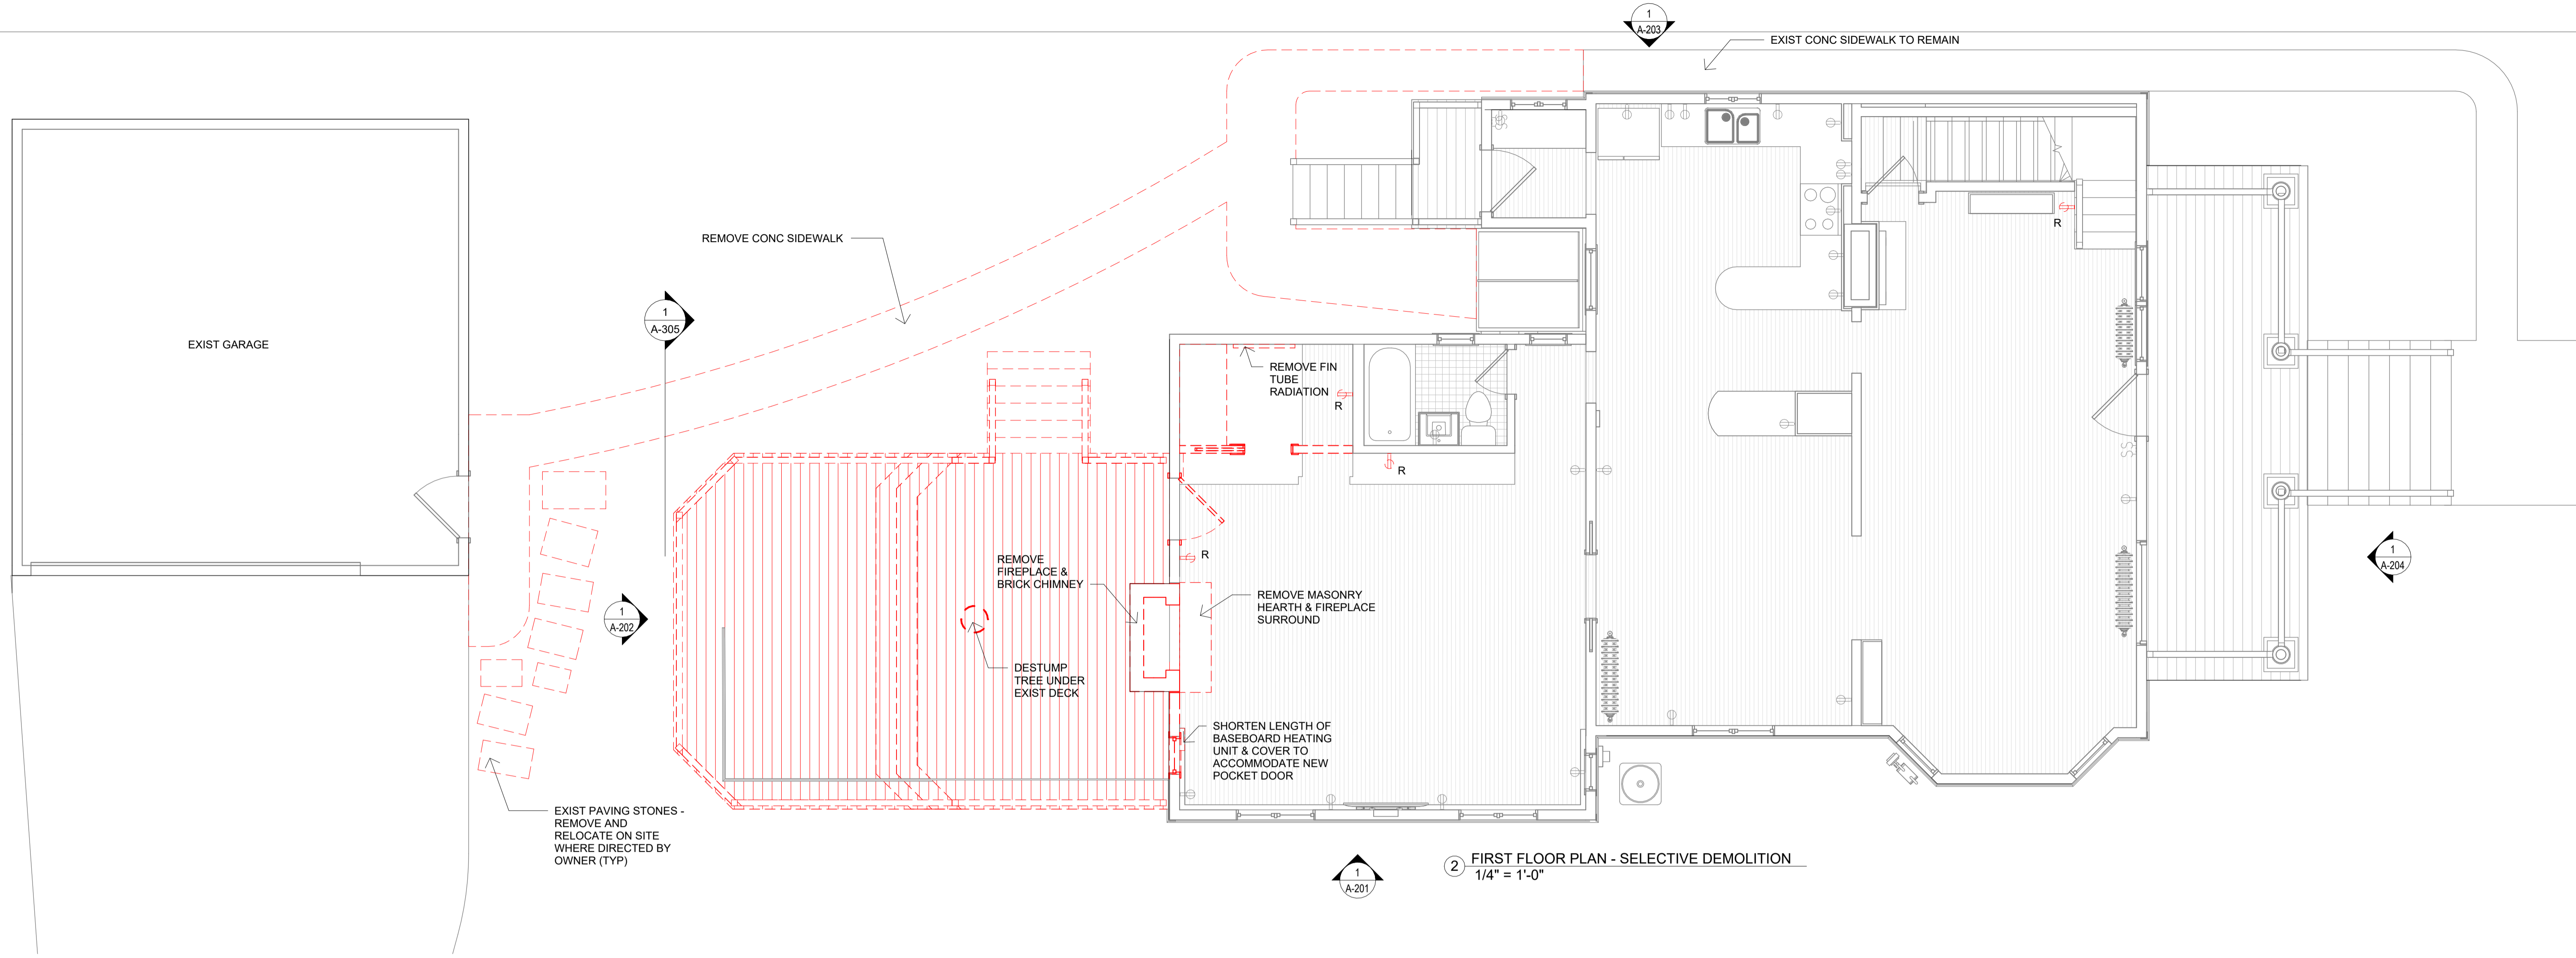 1
A-203
EXIST CONC SIDEWALK TO REMAIN
REMOVE CONC SIDEWALK
R
1
A-305
EXIST GARAGE
REMOVE FIN
TUBE
RADIATION
R
R
REMOVE
FIREPLACE &
BRICK CHIMNEY
R
1
A-204
REMOVE MASONRY
HEARTH & FIREPLACE
SURROUND
1
A-202
DESTUMP
TREE UNDER
EXIST DECK
SHORTEN LENGTH OF
BASEBOARD HEATING
UNIT & COVER TO
ACCOMMODATE NEW
POCKET DOOR
EXIST PAVING STONES -
REMOVE AND
RELOCATE ON SITE
WHERE DIRECTED BY
OWNER (TYP)
1
A-201
2 FIRST FLOOR PLAN - SELECTIVE DEMOLITION
1/4" = 1'-0"